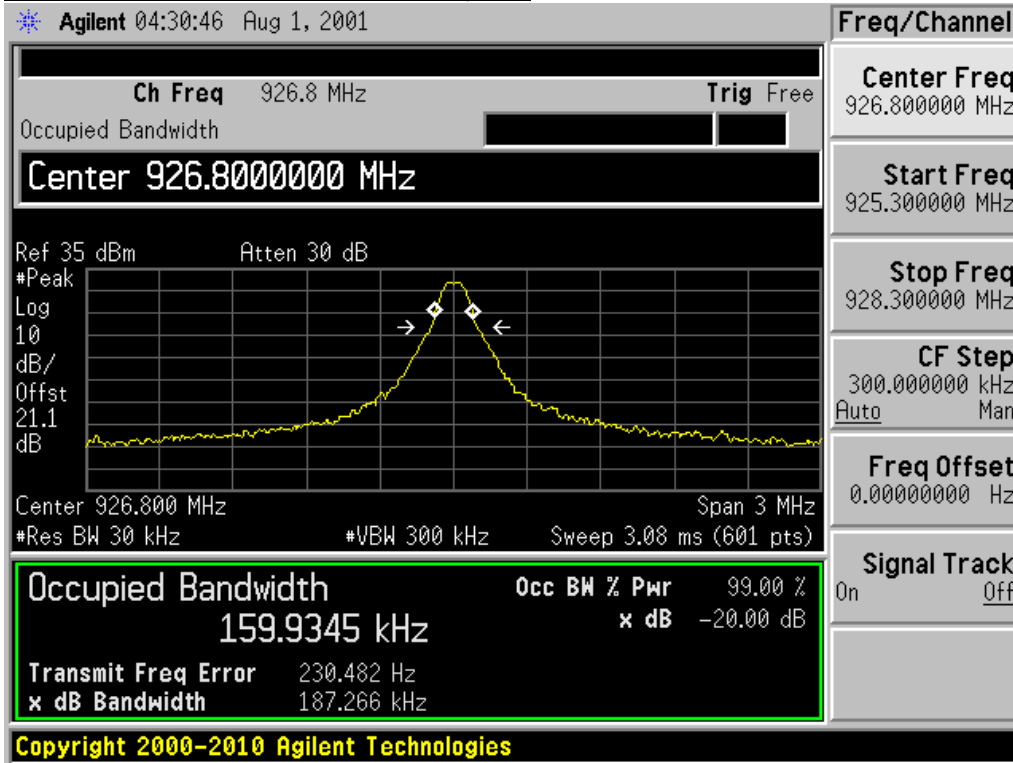 Agilent 04:30:46 Aug 1, 2001
Freq/Channel
Ch Freq 926.8 MHz Trig Free
Occupied Bandwidth
Center 926.8000000 MHz
Ref 35 dBm Atten 30 dB
#Peak
Log
10
dB/
Offst
21.1
dB
Center 926.800 MHz Span 3 MHz
#Res BW 30 kHz #VBW 300 kHz Sweep 3.08 ms (601 pts)
Occupied Bandwidth
159.9345 kHz
Occ BW % Pwr 99.00 %
x dB -20.00 dB
Transmit Freq Error 230.482 Hz
x dB Bandwidth 187.266 kHz
Center Freq
926.800000 MHz
Start Freq
925.300000 MHz
Stop Freq
928.300000 MHz
CF Step
300.000000 kHz
Auto Man
Freq Offset
0.00000000 Hz
Signal Track
On Off
Copyright 2000-2010 Agilent Technologies